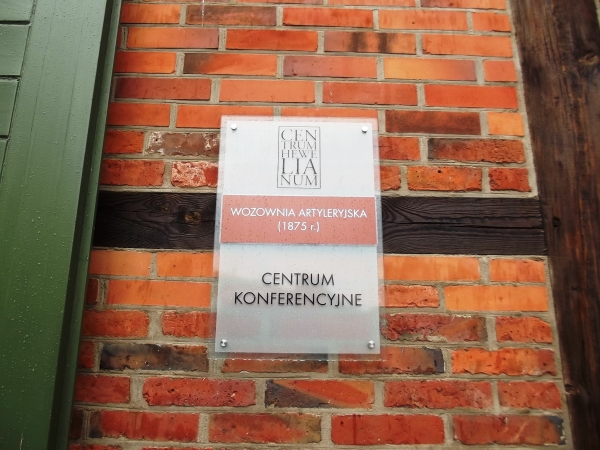 CEN
TRUM
HEWE
LIA
NUM
WOZOWNIA ARTYLERYJSKA
(1875 r.)
CENTRUM
KONFERENCYJNE